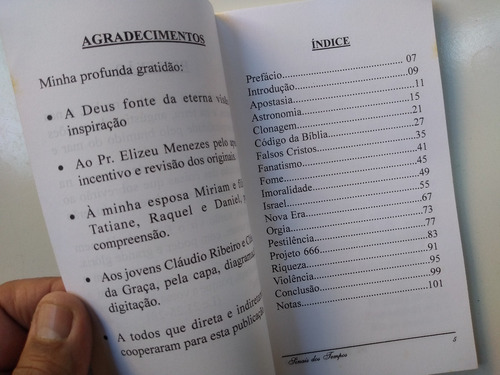 AGRADECIMENTOS
Minha profunda gratidão:
• A Deus fonte da eterna
inspiração
• Ao Pr. Elizeu Menezes pelo
incentivo e revisão dos originais.
• À minha esposa Miriam e
Tatiane, Raquel e Daniel,
compreensão.
• Aos jovens Cláudio Ribeiro e
da Graça, pela capa,
digitação.
• A todos que direta e
cooperaram para esta
ÍNDICE
Prefácio.......................................... 07
Introdução......................................09
Apostasia........................................11
Astronomia.....................................15
Clonagem.......................................21
Código da Bíblia............................27
Falsos Cristos.................................35
Fanatismo.......................................41
Fome...............................................45
Imoralidade....................................49
Israel...............................................55
Nova Era........................................67
Orgia...............................................73
Pestilência......................................77
Projeto 666.....................................83
Riqueza..........................................91
Violência........................................95
Conclusão.......................................99
Notas.............................................101
Sinais dos Tempos
5